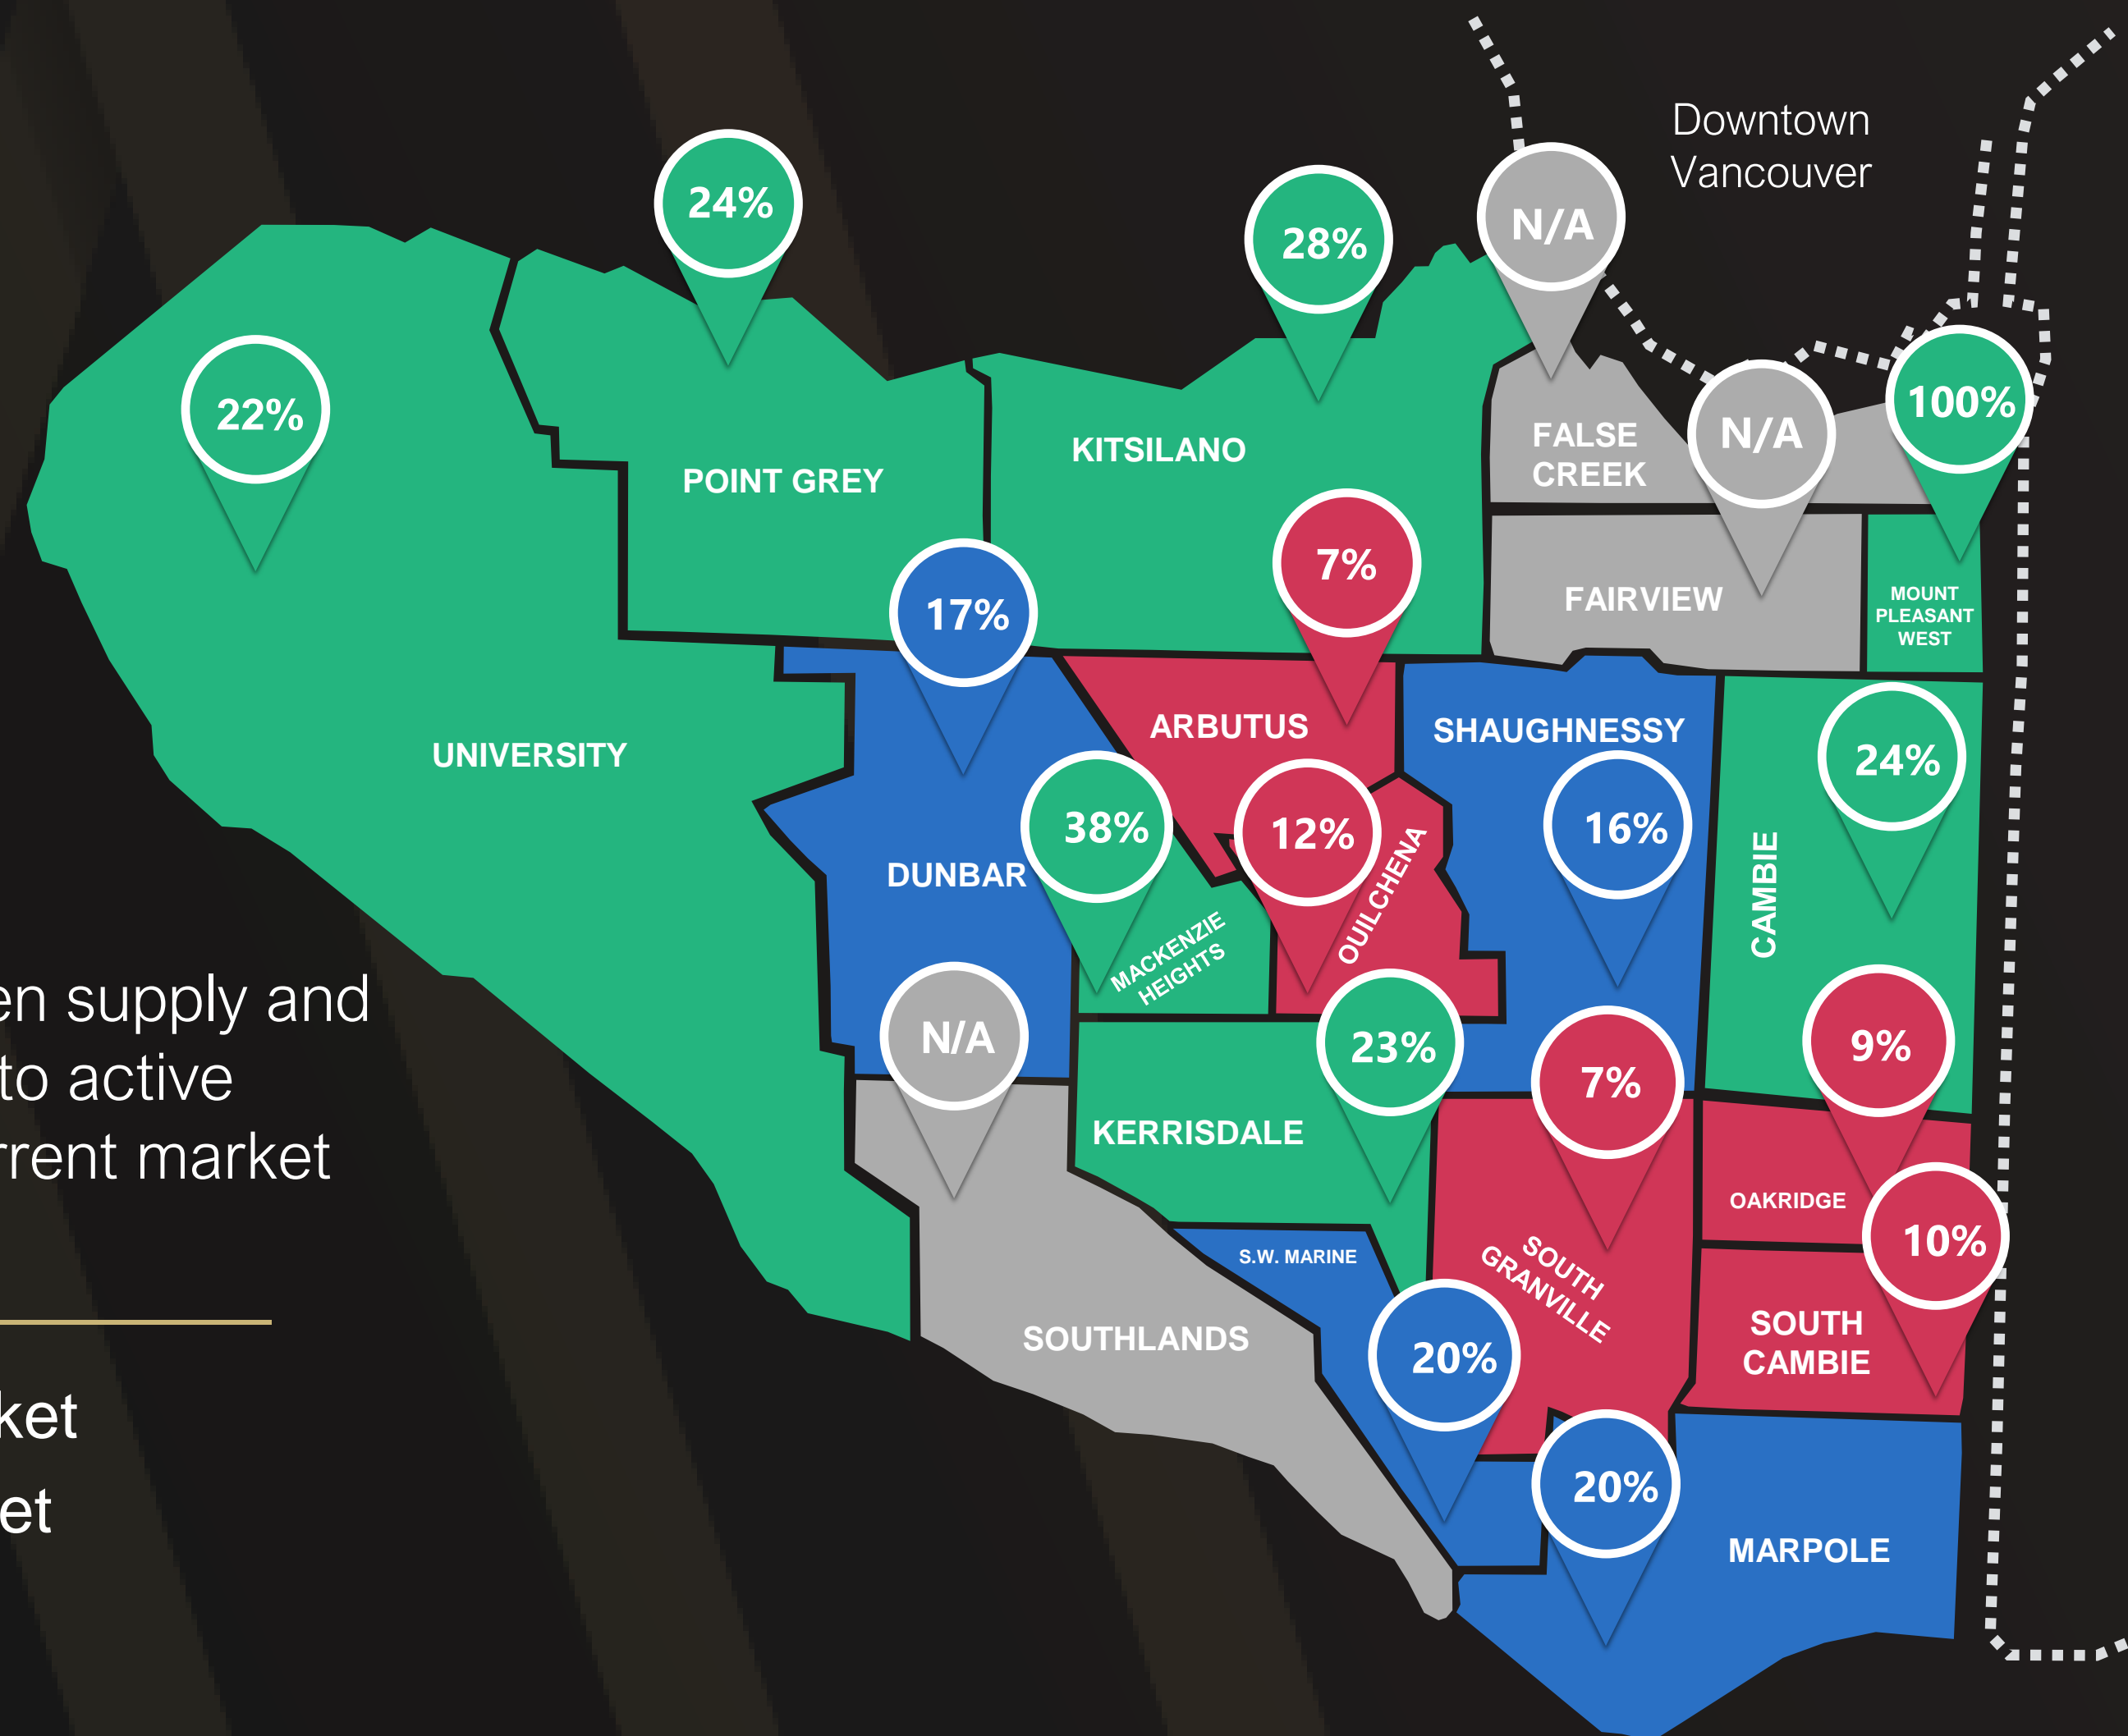 Downtown
Vancouver
24%
28%
N/A
22%
100%
N/A
FALSE
CREEK
KITSILANO
POINT GREY
7%
17%
FAIRVIEW
MOUNT
PLEASANT
WEST
UNIVERSITY
ARBUTUS
SHAUGHNESSY
24%
38%
12%
16%
QUILCHENA
CAMBIE
DUNBAR
MACKENZIE
HEIGHTS
en supply and
to active
rrent market
N/A
23%
7%
9%
KERRISDALE
OAKRIDGE
10%
S.W. MARINE
SOUTH
GRANVILLE
SOUTHLANDS
20%
SOUTH
CAMBIE
ket
et
20%
MARPOLE